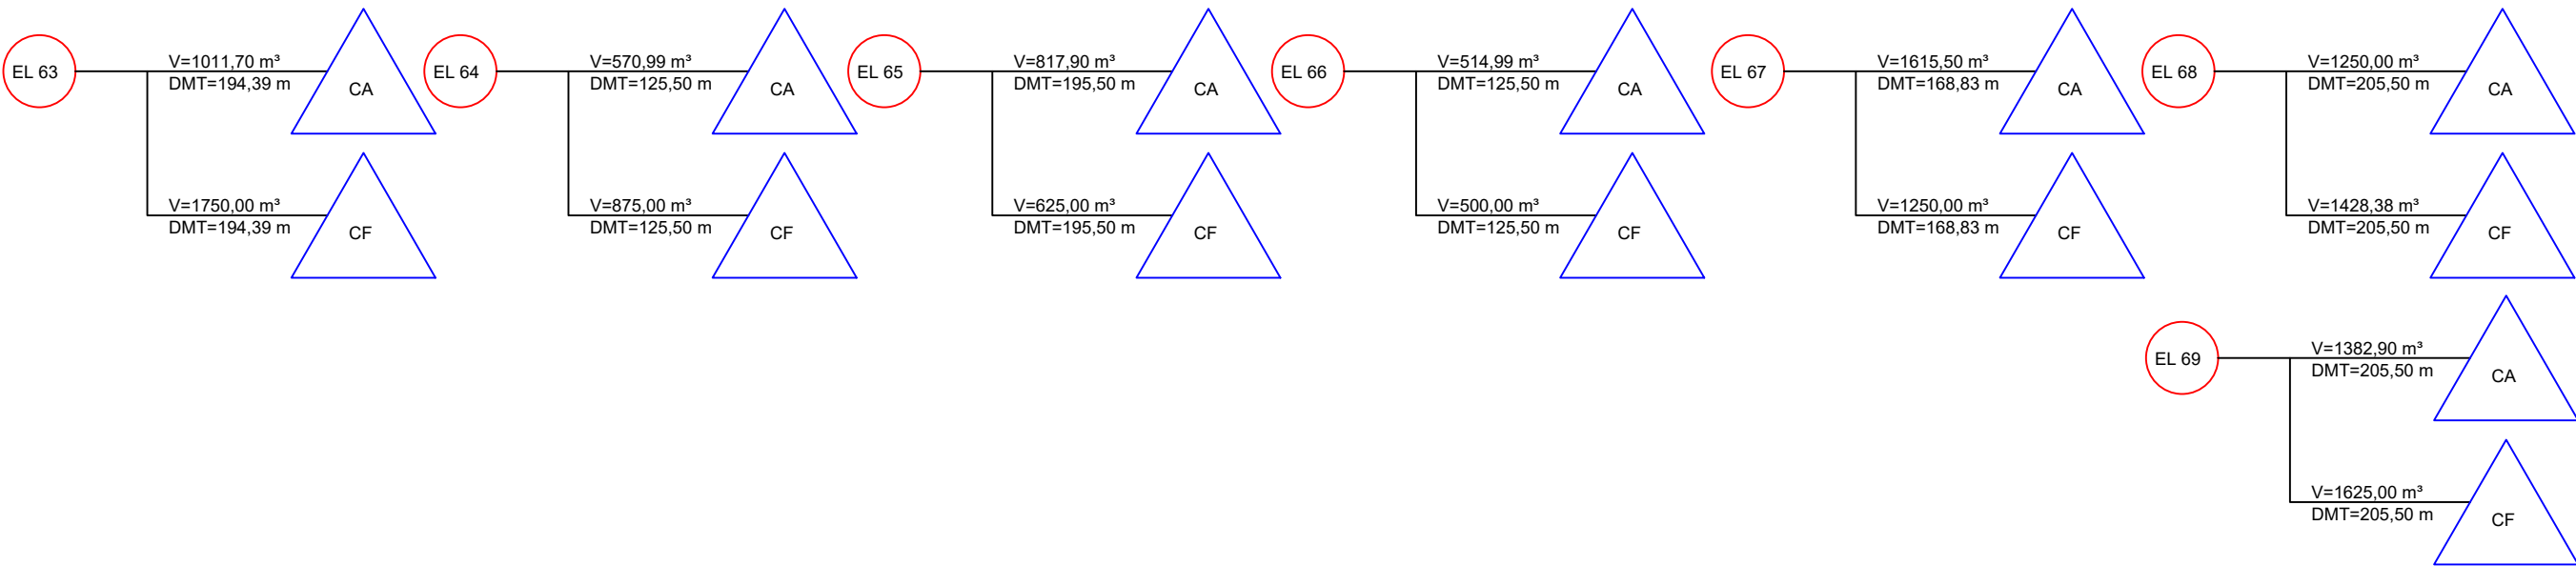 EL 63
V=1011,70 m³
DMT=194,39 m
CA
V=1750,00 m³
DMT=194,39 m
CF
EL 64
V=570,99 m³
DMT=125,50 m
CA
V=875,00 m³
DMT=125,50 m
CF
EL 65
V=817,90 m³
DMT=195,50 m
CA
V=625,00 m³
DMT=195,50 m
CF
EL 66
V=514,99 m³
DMT=125,50 m
CA
V=500,00 m³
DMT=125,50 m
CF
EL 67
V=1615,50 m³
DMT=168,83 m
CA
V=1250,00 m³
DMT=168,83 m
CF
EL 68
V=1250,00 m³
DMT=205,50 m
CA
V=1428,38 m³
DMT=205,50 m
CF
EL 69
V=1382,90 m³
DMT=205,50 m
CA
V=1625,00 m³
DMT=205,50 m
CF